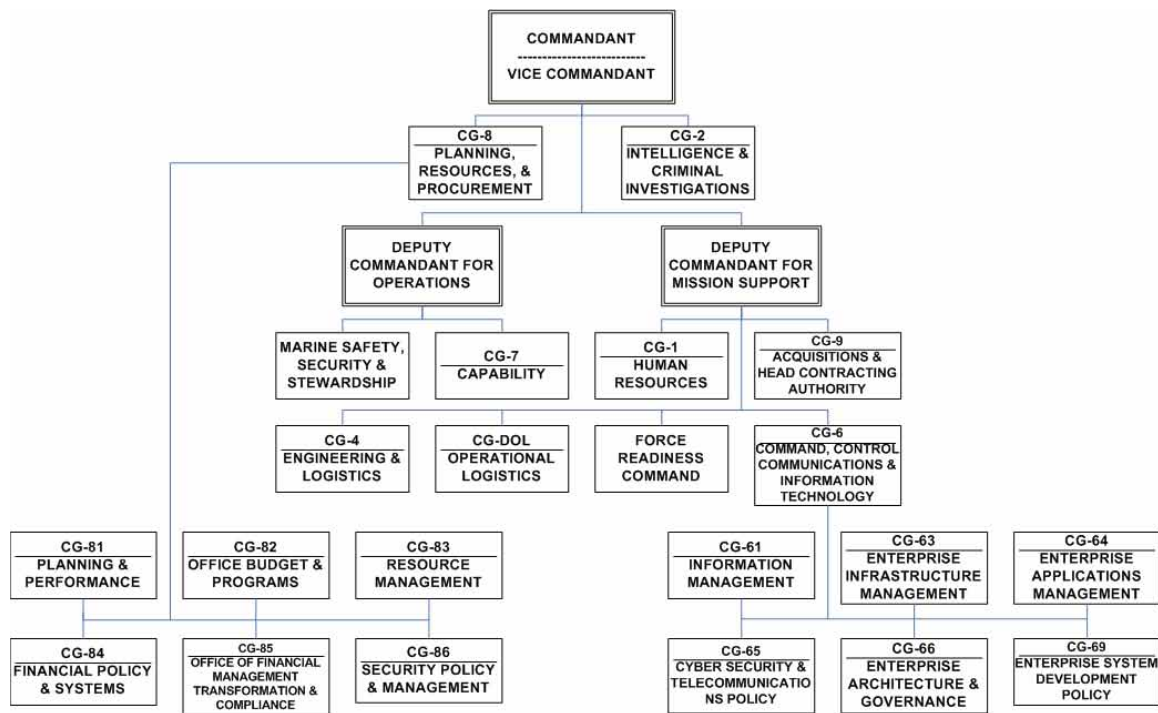 COMMANDANT
--------------------------
VICE COMMANDANT
CG-8
PLANNING,
RESOURCES, &
PROCUREMENT
CG-2
INTELLIGENCE &
CRIMINAL
INVESTIGATIONS
DEPUTY
COMMANDANT FOR
OPERATIONS
DEPUTY
COMMANDANT FOR
MISSION SUPPORT
MARINE SAFETY,
SECURITY &
STEWARDSHIP
CG-7
CAPABILITY
CG-1
HUMAN
RESOURCES
CG-9
ACQUISITIONS &
HEAD CONTRACTING
AUTHORITY
CG-4
ENGINEERING &
LOGISTICS
CG-DOL
OPERATIONAL
LOGISTICS
FORCE
READINESS
COMMAND
CG-6
COMMAND, CONTROL
COMMUNICATIONS &
INFORMATION
TECHNOLOGY
CG-81
PLANNING &
PERFORMANCE
CG-82
OFFICE BUDGET &
PROGRAMS
CG-83
RESOURCE
MANAGEMENT
CG-61
INFORMATION
MANAGEMENT
CG-63
ENTERPRISE
INFRASTRUCTURE
MANAGEMENT
CG-64
ENTERPRISE
APPLICATIONS
MANAGEMENT
CG-84
FINANCIAL POLICY
& SYSTEMS
CG-85
OFFICE OF FINANCIAL
MANAGEMENT
TRANSFORMATION &
COMPLIANCE
CG-86
SECURITY POLICY
& MANAGEMENT
CG-65
CYBER SECURITY &
TELECOMMUNICATIO
NS POLICY
CG-66
ENTERPRISE
ARCHITECTURE &
GOVERNANCE
CG-69
ENTERPRISE SYSTEM
DEVELOPMENT
POLICY